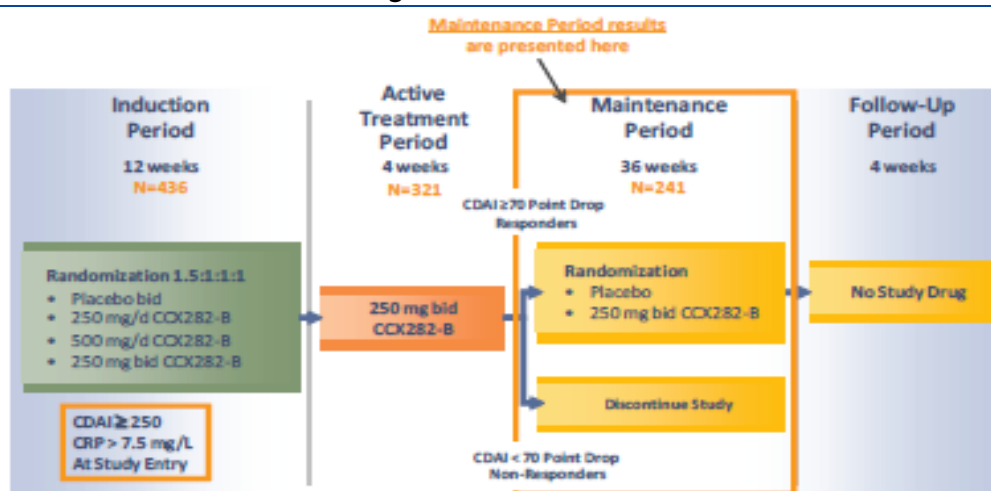 Maintenance Period results
are presented here
Induction
Period
12 weeks
N=436
Active
Treatment
Period
4 weeks
N=321
Maintenance
Period
36 weeks
N=241
Follow-Up
Period
4 weeks
CDAI ≥70 Point Drop
Responders
Randomization 1.5:1:1:1
• Placebo bid
• 250 mg/d CCX282-B
• 500 mg/d CCX282-B
• 250 mg bid CCX282-B
250 mg bid
CCX282-B
Randomization
• Placebo
• 250 mg bid CCX282-B
No Study Drug
Discontinue Study
CDAI ≥ 250
CRP > 7.5 mg/L
At Study Entry
CDAI < 70 Point Drop
Non-Responders